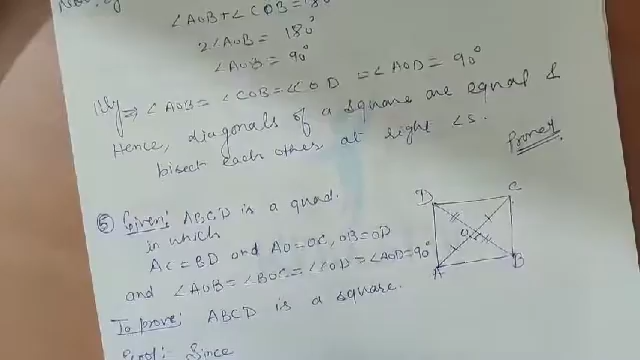 ∠AOB + ∠COB = 180°
2∠AOB = 180°
∠AOB = 90°
Illy ⇒ ∠AOB = ∠COB = ∠COD = ∠AOD = 90°
Hence, diagonals of a square are equal &
bisect each other at right ∠s.
Proved
⑤ Given: ABCD is a quad.
in which
AC = BD and AO = OC, OB = OD
and ∠AOB = ∠BOC = ∠COD = ∠AOD = 90°
D C
O
A B
To prove: ABCD is a square.
Proof: Since